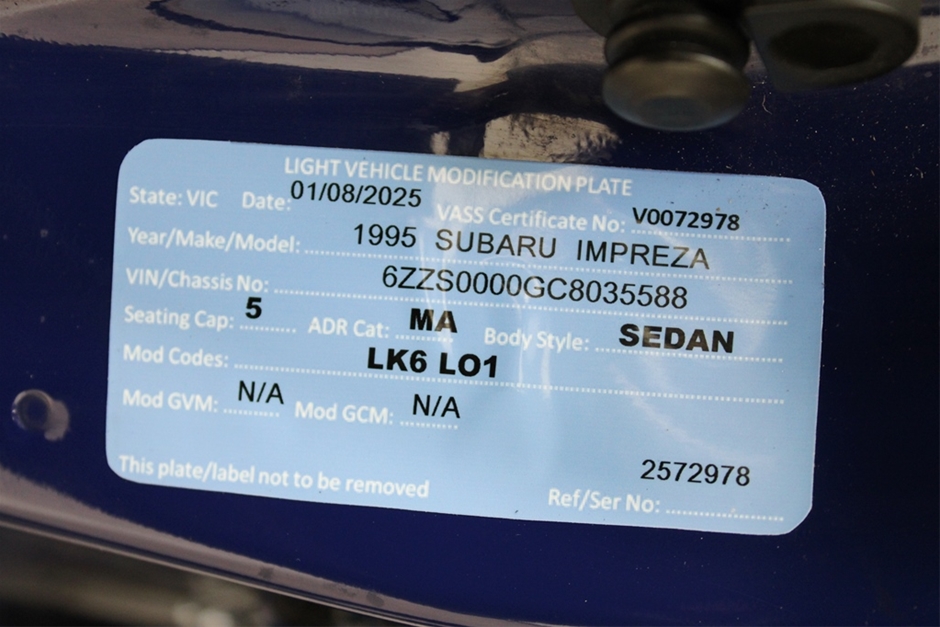 LIGHT VEHICLE MODIFICATION PLATE
State: VIC Date: 01/08/2025 VASS Certificate No: V0072978
Year/Make/Model: 1995 SUBARU IMPREZA
VIN/Chassis No: 6ZZS0000GC8035588
Seating Cap: 5 ADR Cat: MA Body Style: SEDAN
Mod Codes: LK6 LO1
Mod GVM: N/A Mod GCM: N/A
This plate/label not to be removed Ref/Ser No: 2572978